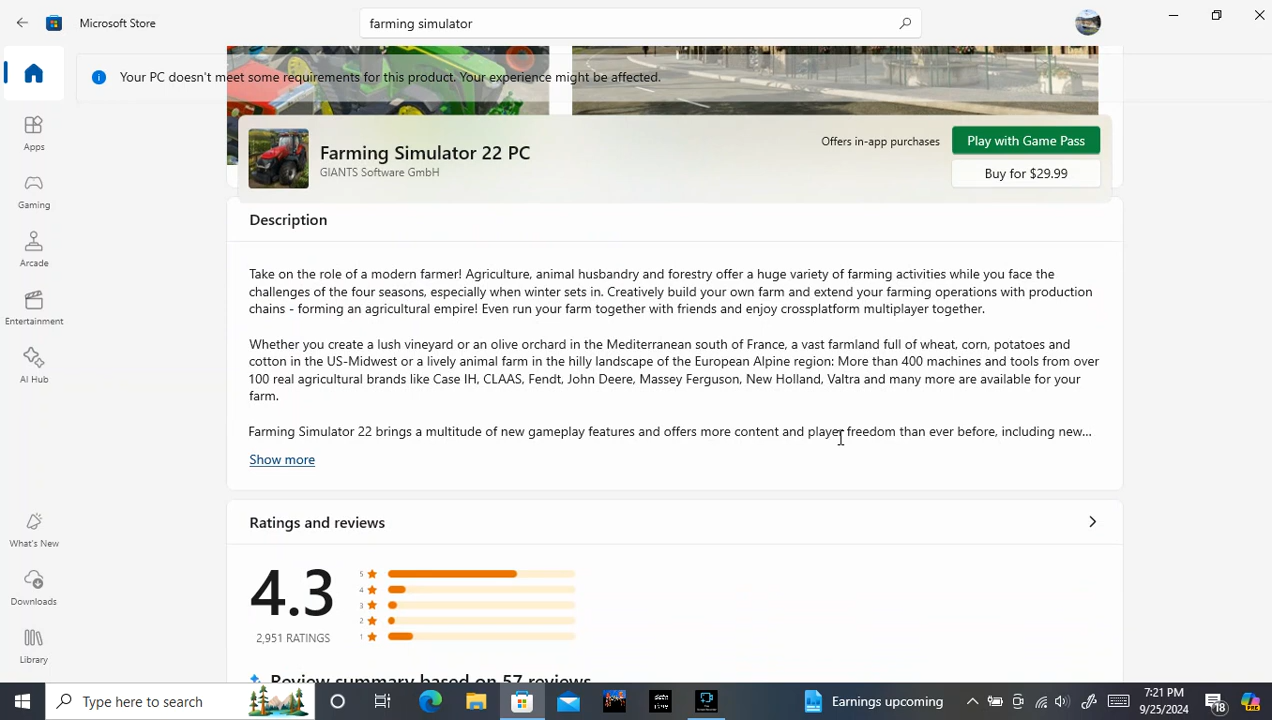 Microsoft Store
farming simulator
Your PC doesn't meet some requirements for this product. Your experience might be affected.
Farming Simulator 22 PC
GIANTS Software GmbH
Offers in-app purchases
Play with Game Pass
Buy for $29.99
Apps
Gaming
Arcade
Entertainment
AI Hub
What's New
Downloads
Library
Description
Take on the role of a modern farmer! Agriculture, animal husbandry and forestry offer a huge variety of farming activities while you face the
challenges of the four seasons, especially when winter sets in. Creatively build your own farm and extend your farming operations with production
chains - forming an agricultural empire! Even run your farm together with friends and enjoy crossplatform multiplayer together.
Whether you create a lush vineyard or an olive orchard in the Mediterranean south of France, a vast farmland full of wheat, corn, potatoes and
cotton in the US-Midwest or a lively animal farm in the hilly landscape of the European Alpine region: More than 400 machines and tools from over
100 real agricultural brands like Case IH, CLAAS, Fendt, John Deere, Massey Ferguson, New Holland, Valtra and many more are available for your
farm.
Farming Simulator 22 brings a multitude of new gameplay features and offers more content and player freedom than ever before, including new...
Show more
Ratings and reviews
4.3
2,951 RATINGS
5
4
3
2
1
Review summary based on 57 reviews
Type here to search
Earnings upcoming
7:21 PM
9/25/2024
18